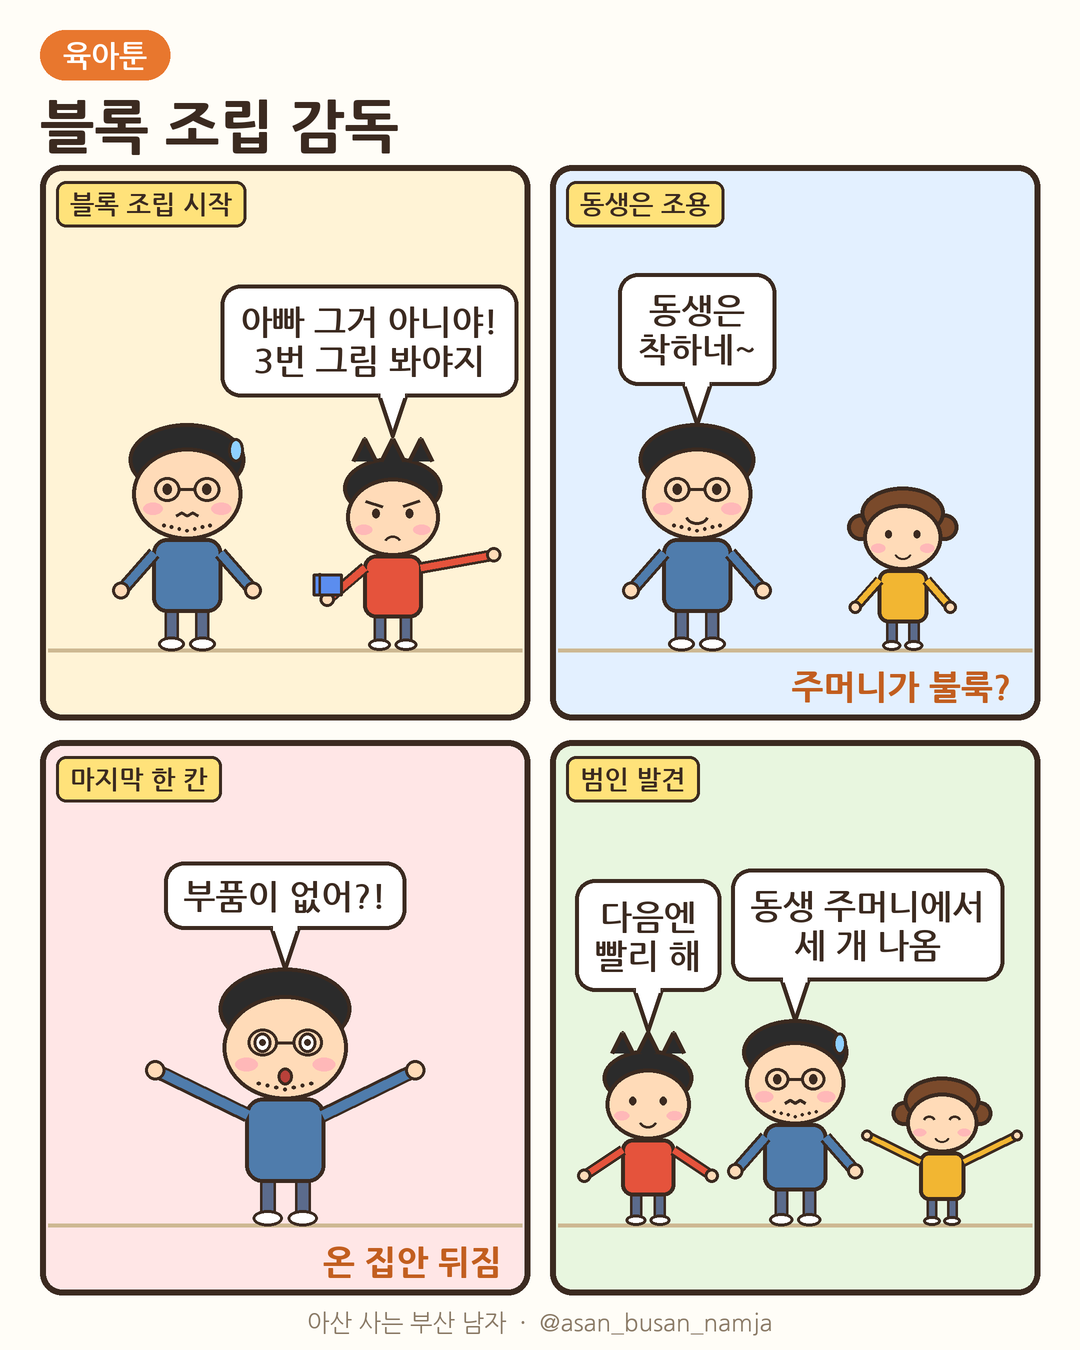 육아툰
블록 조립 감독
블록 조립 시작
아빠 그거 아니야!
3번 그림 봐야지
동생은 조용
동생은
착하네~
주머니가 불룩?
마지막 한 칸
부품이 없어?!
온 집안 뒤짐
범인 발견
다음엔
빨리 해
동생 주머니에서
세 개 나옴
아산 사는 부산 남자 · @asan_busan_namja